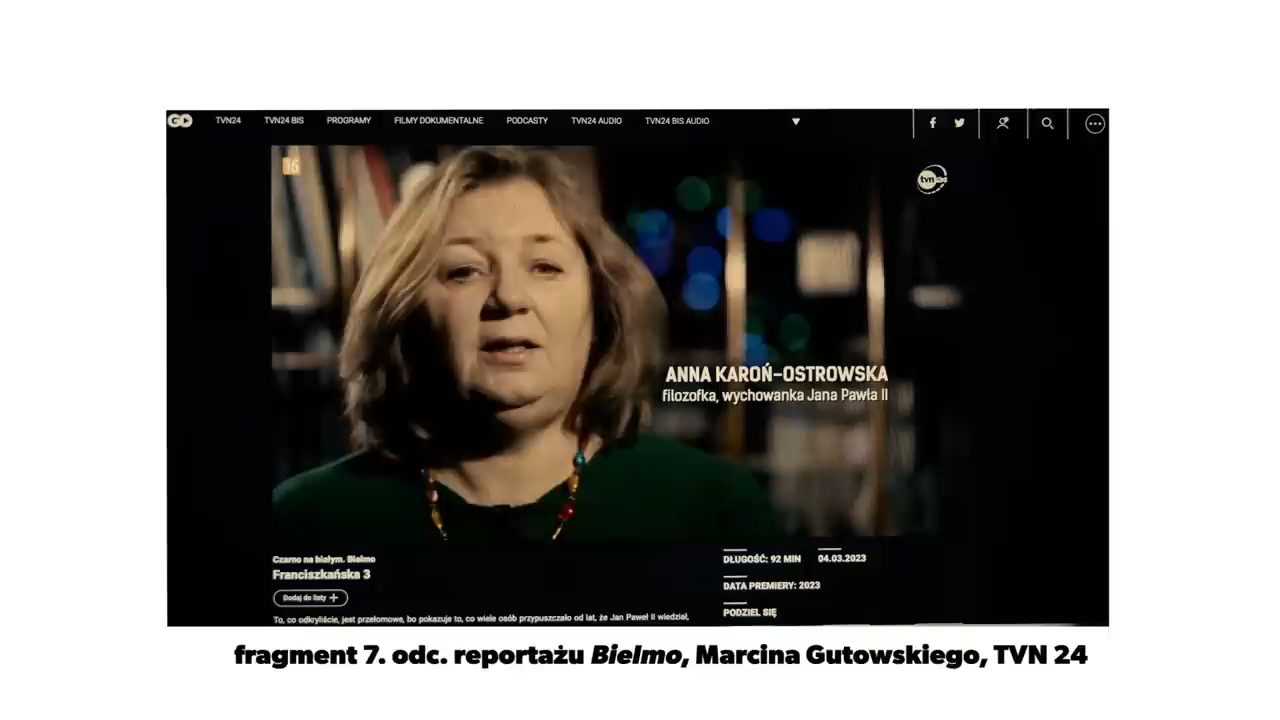 GO TVN24 TVN24 BIS PROGRAMY FILMY DOKUMENTALNE PODCASTY TVN24 AUDIO TVN24 BIS AUDIO
16
tvn24
ANNA KAROŃ-OSTROWSKA
filozofka, wychowanka Jana Pawła II
Czarno na białym. Bielmo
Franciszkańska 3
Dodaj do listy +
To, co odkryliście, jest przełomowe, bo pokazuje to, co wiele osób przypuszczało od lat, że Jan Paweł II wiedział,
DŁUGOŚĆ: 92 MIN 04.03.2023
DATA PREMIERY: 2023
PODZIEL SIĘ
fragment 7. odc. reportażu Bielmo, Marcina Gutowskiego, TVN 24